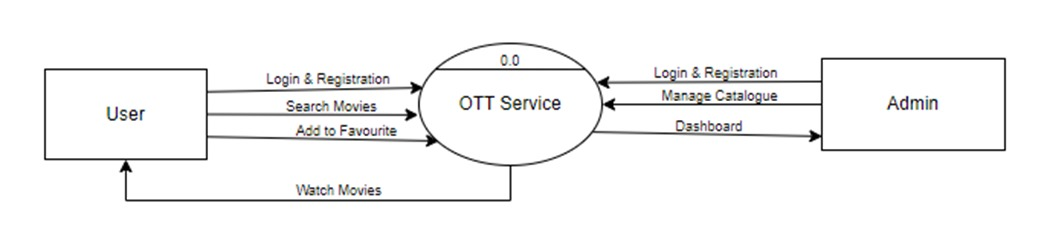 0.0
Login & Registration
Login & Registration
User
Search Movies
OTT Service
Manage Catalogue
Admin
Add to Favourite
Dashboard
Watch Movies